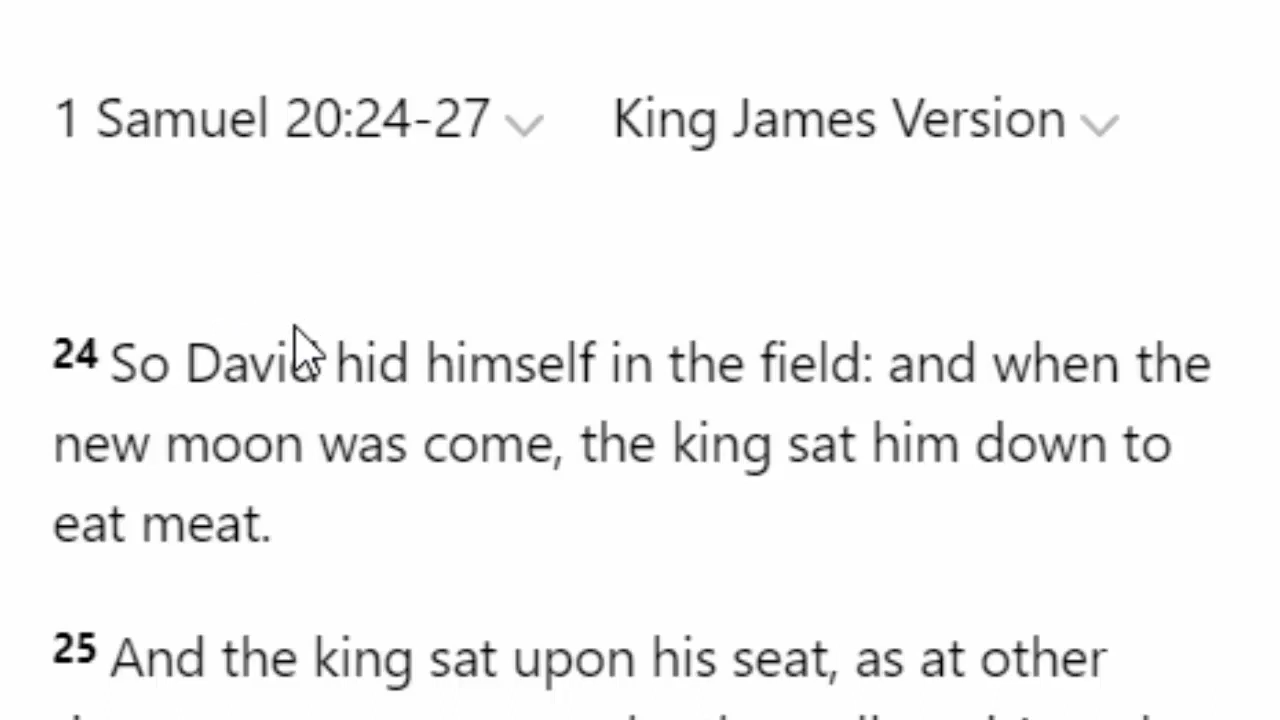 1 Samuel 20:24-27 King James Version
24 So David hid himself in the field: and when the
new moon was come, the king sat him down to
eat meat.
25 And the king sat upon his seat, as at other